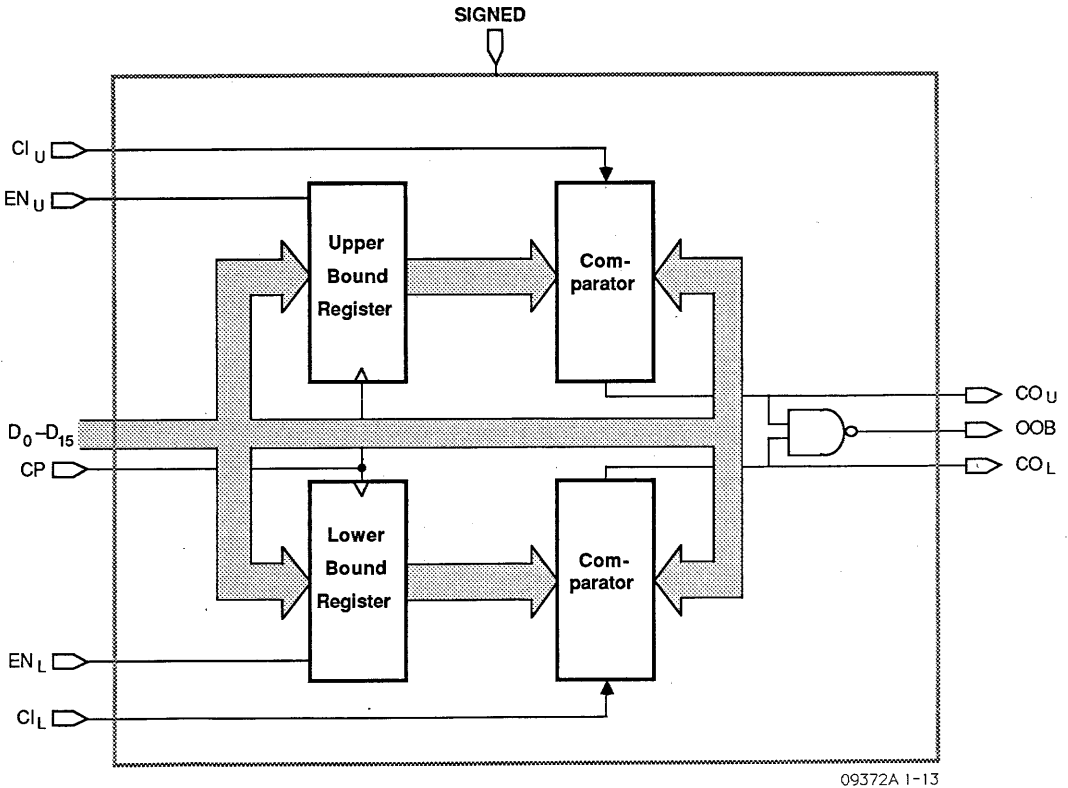 SIGNED
CI U
EN U
Upper
Bound
Register
Com-
parator
D0–D15
CP
CO U
OOB
CO L
Lower
Bound
Register
Com-
parator
EN L
CI L
09372A 1-13